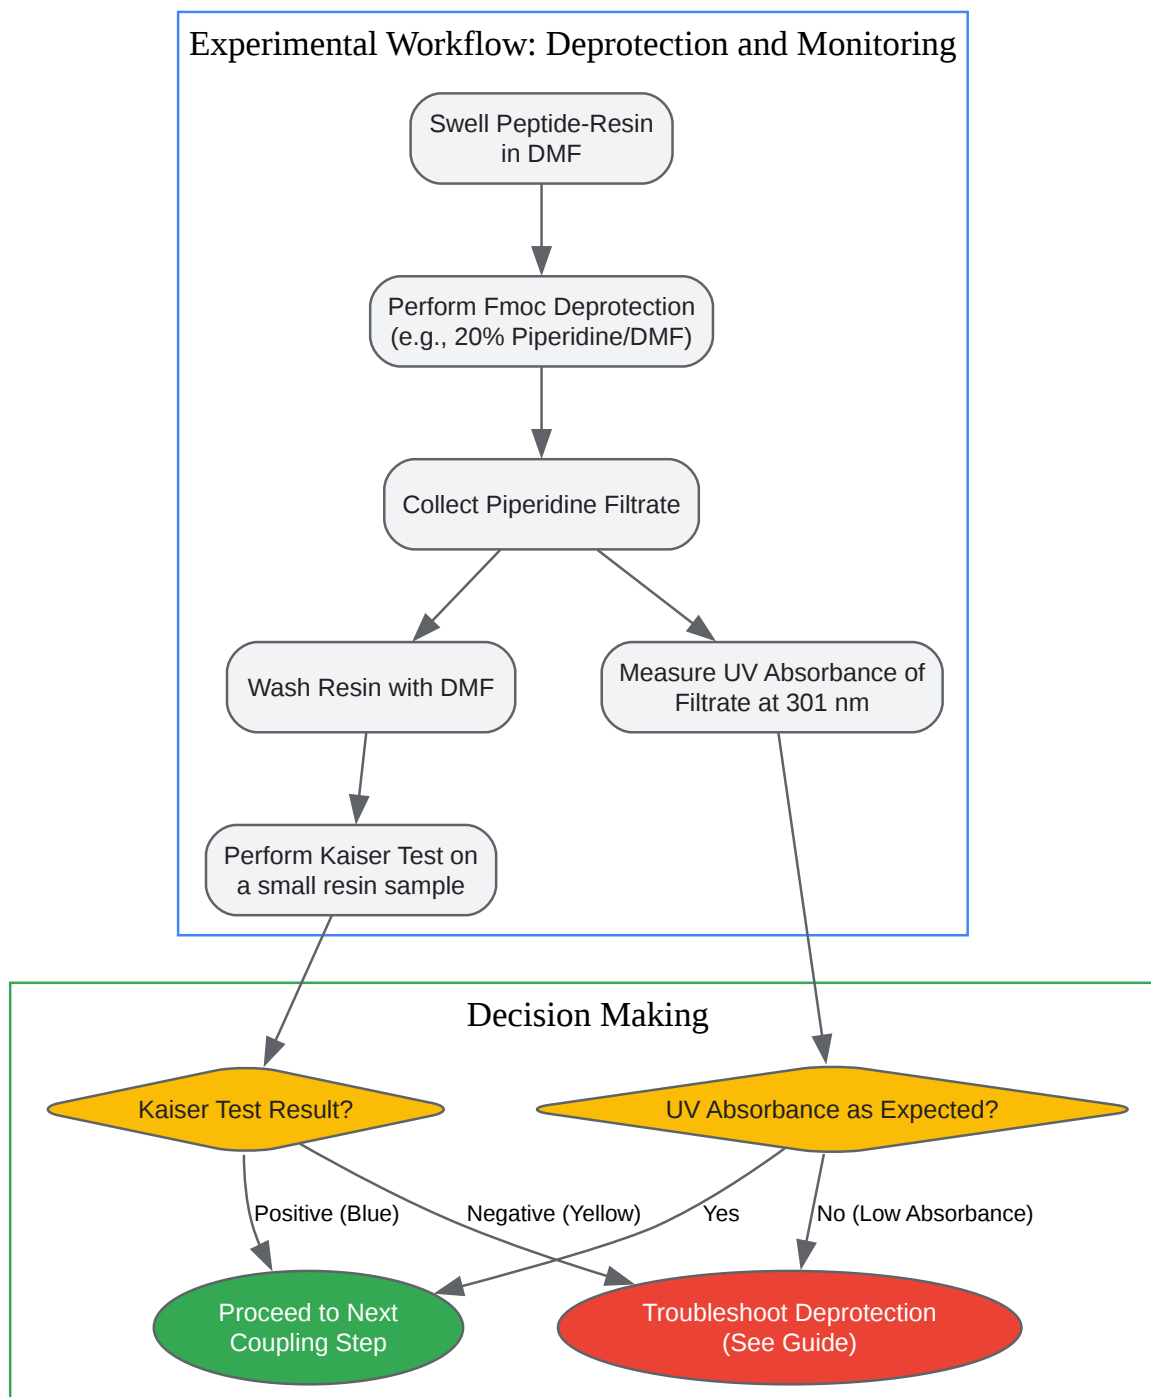 Experimental Workflow: Deprotection and Monitoring
Swell Peptide-Resin
in DMF
Perform Fmoc Deprotection
(e.g., 20% Piperidine/DMF)
Collect Piperidine Filtrate
Wash Resin with DMF
Measure UV Absorbance of
Filtrate at 301 nm
Perform Kaiser Test on
a small resin sample
Decision Making
Kaiser Test Result?
UV Absorbance as Expected?
Positive (Blue)
Negative (Yellow)
Yes
No (Low Absorbance)
Proceed to Next
Coupling Step
Troubleshoot Deprotection
(See Guide)